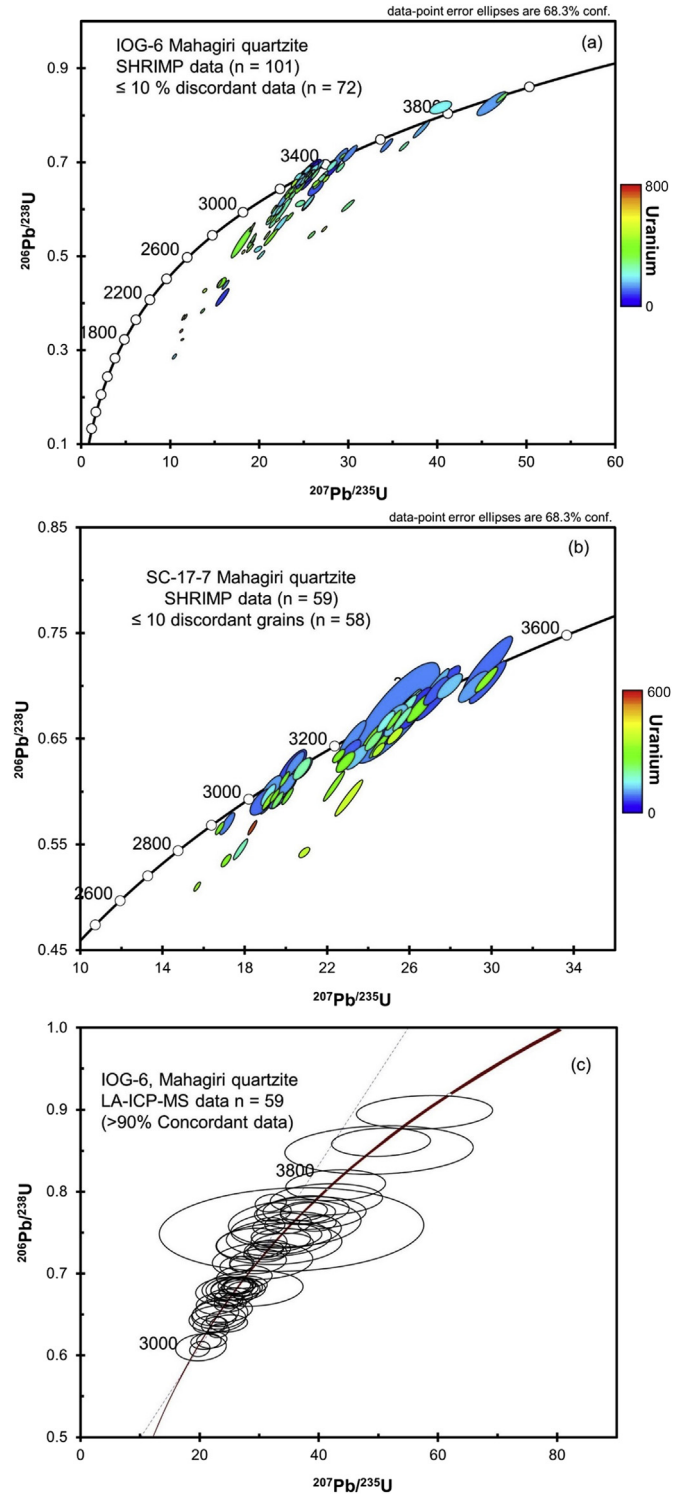 data-point error ellipses are 68.3% conf.
IOG-6 Mahagiri quartzite
(a)
SHRIMP data (n = 101)
≤ 10 % discordant data (n = 72)
0.9
3800
0.7
3400
3000
800
0.5
2600
Uranium
2200
0.3
1800
0
0.1
0 10 20 30 40 50 60
206Pb/238U
207Pb/235U
data-point error ellipses are 68.3% conf.
0.85
(b)
SC-17-7 Mahagiri quartzite
SHRIMP data (n = 59)
≤ 10 discordant grains (n = 58)
0.75
3600
600
0.65
3200
Uranium
3000
0
0.55
2800
2600
0.45
10 14 18 22 26 30 34
206Pb/238U
207Pb/235U
1.0
(c)
IOG-6, Mahagiri quartzite
LA-ICP-MS data n = 59
(>90% Concordant data)
0.9
3800
0.8
0.7
0.6
3000
0.5
0 20 40 60 80
206Pb/238U
207Pb/235U